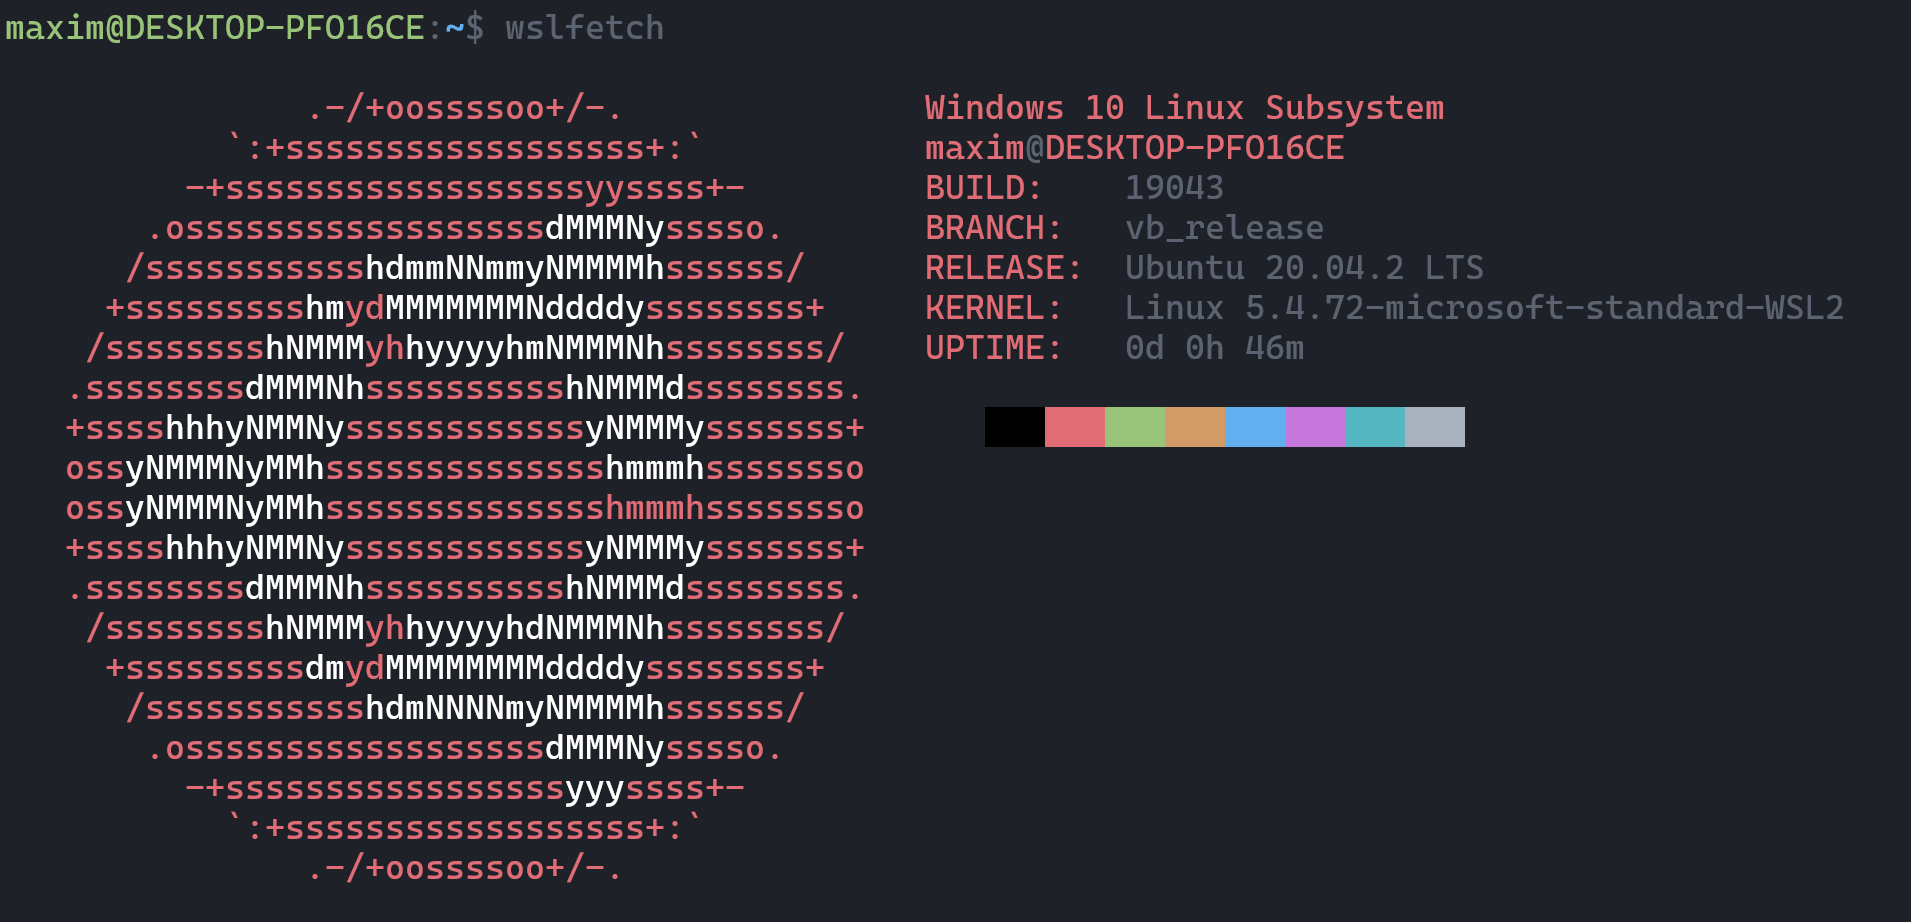 maxim@DESKTOP-PFO16CE:~$ wslfetch
.-/+oossssoo+/-.
`:+ssssssssssssssssss+:`
-+ssssssssssssssssssyyssss+-
.ossssssssssssssssssdMMMNysssso.
/ssssssssssshdmmNNmmyNMMMMhssssss/
+ssssssssshmydMMMMMMMNddddyssssssss+
/sssssssshNMMMyhhyyyyhmNMMMNhssssssss/
.ssssssssdMMMNhsssssssssshNMMMdssssssss.
+sssshhhyNMMNyssssssssssssyNMMMysssssss+
ossyNMMMNyMMhsssssssssssssshmmmhssssssso
ossyNMMMNyMMhsssssssssssssshmmmhssssssso
+sssshhhyNMMNyssssssssssssyNMMMysssssss+
.ssssssssdMMMNhsssssssssshNMMMdssssssss.
/sssssssshNMMMyhhyyyyhdNMMMNhssssssss/
+sssssssssdmydMMMMMMMMddddyssssssss+
/ssssssssssshdmNNNNmyNMMMMhssssss/
.ossssssssssssssssssdMMMNysssso.
-+sssssssssssssssssyyyssss+-
`:+ssssssssssssssssss+:`
.-/+oossssoo+/-.
Windows 10 Linux Subsystem
maxim@DESKTOP-PFO16CE
BUILD: 19043
BRANCH: vb_release
RELEASE: Ubuntu 20.04.2 LTS
KERNEL: Linux 5.4.72-microsoft-standard-WSL2
UPTIME: 0d 0h 46m